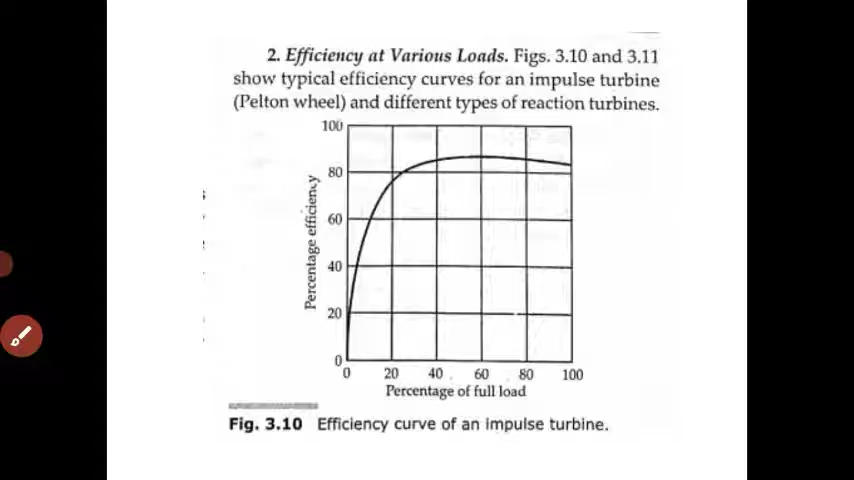 2. Efficiency at Various Loads. Figs. 3.10 and 3.11
show typical efficiency curves for an impulse turbine
(Pelton wheel) and different types of reaction turbines.
100
80
60
40
20
0
Percentage efficiency
0 20 40 60 80 100
Percentage of full load
Fig. 3.10 Efficiency curve of an impulse turbine.